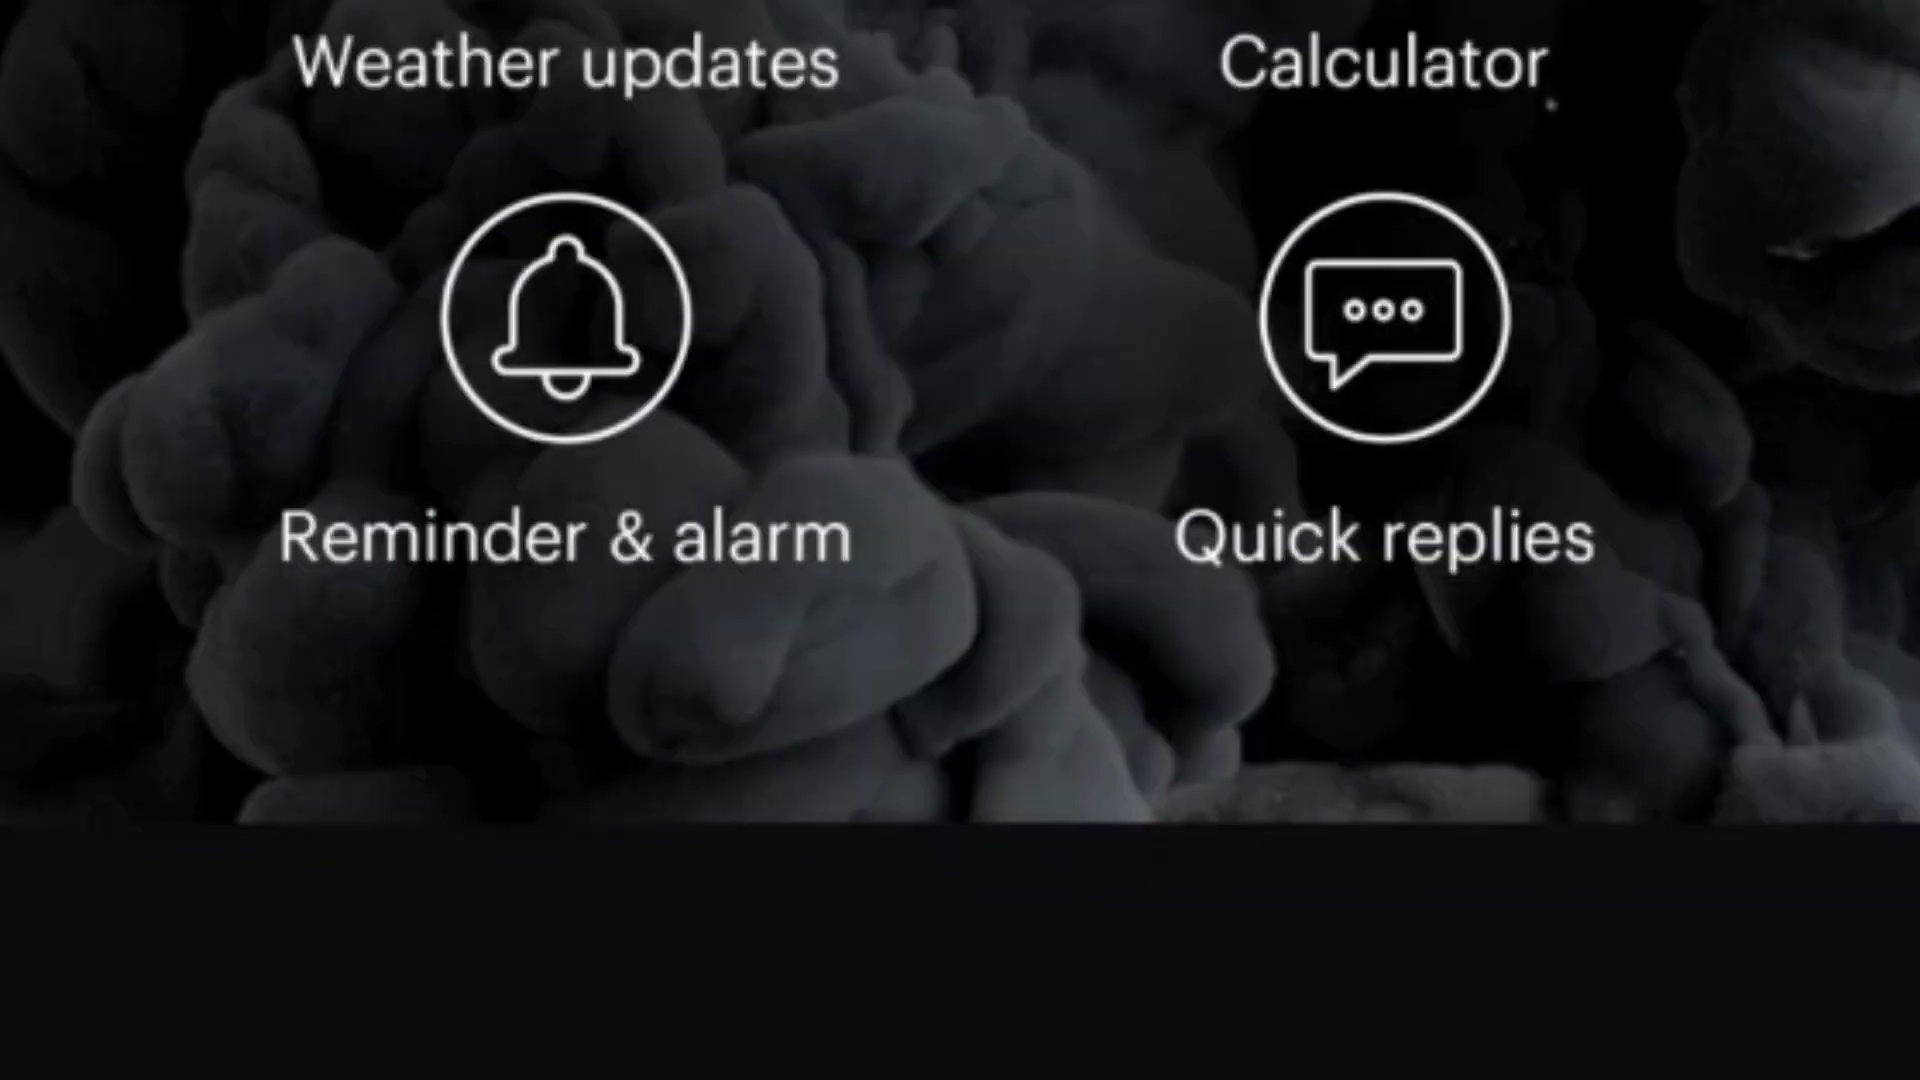 Weather updates
Calculator
Reminder & alarm
Quick replies